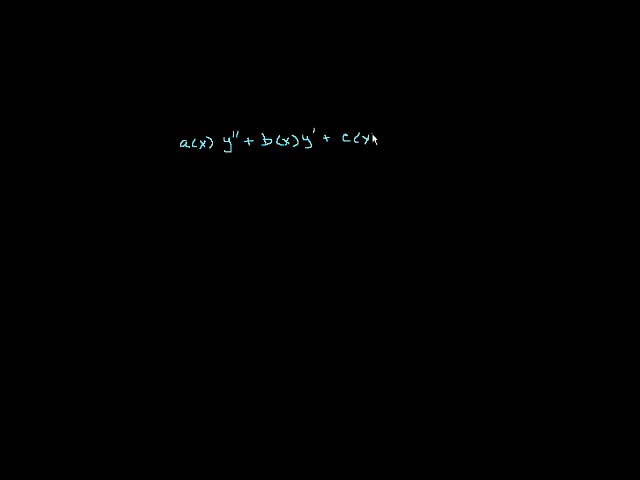 a(x) y'' + b(x) y' + c(x